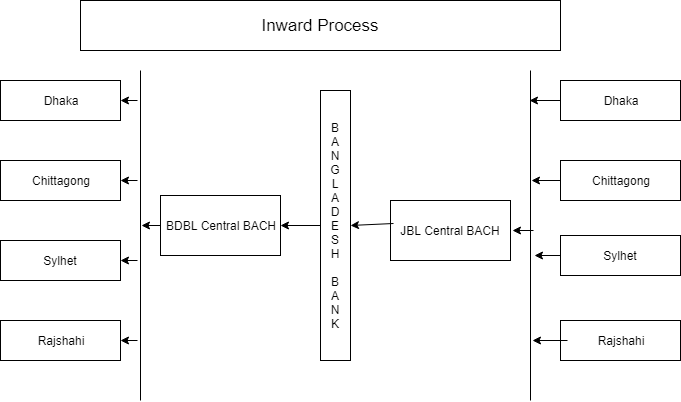 Inward Process
Dhaka
Chittagong
Sylhet
Rajshahi
BDBL Central BACH
BANGLADESH BANK
JBL Central BACH
Dhaka
Chittagong
Sylhet
Rajshahi